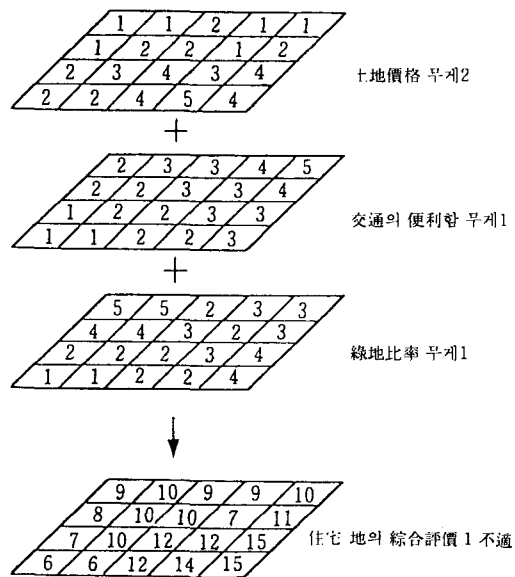 1 1 2 1 1
1 2 2 1 2
2 3 4 3 4
2 2 4 5 4
土地價格 무게2
+
2 3 3 4 5
2 2 3 3 4
1 2 2 3 3
1 1 2 2 3
交通의 便利함 무게1
+
5 5 2 3 3
4 4 3 2 3
2 2 2 3 4
1 1 2 2 4
綠地比率 무게1
9 10 9 9 10
8 10 10 7 11
7 10 12 12 15
6 6 12 14 15
住宅 地의 綜合評價 1 不適